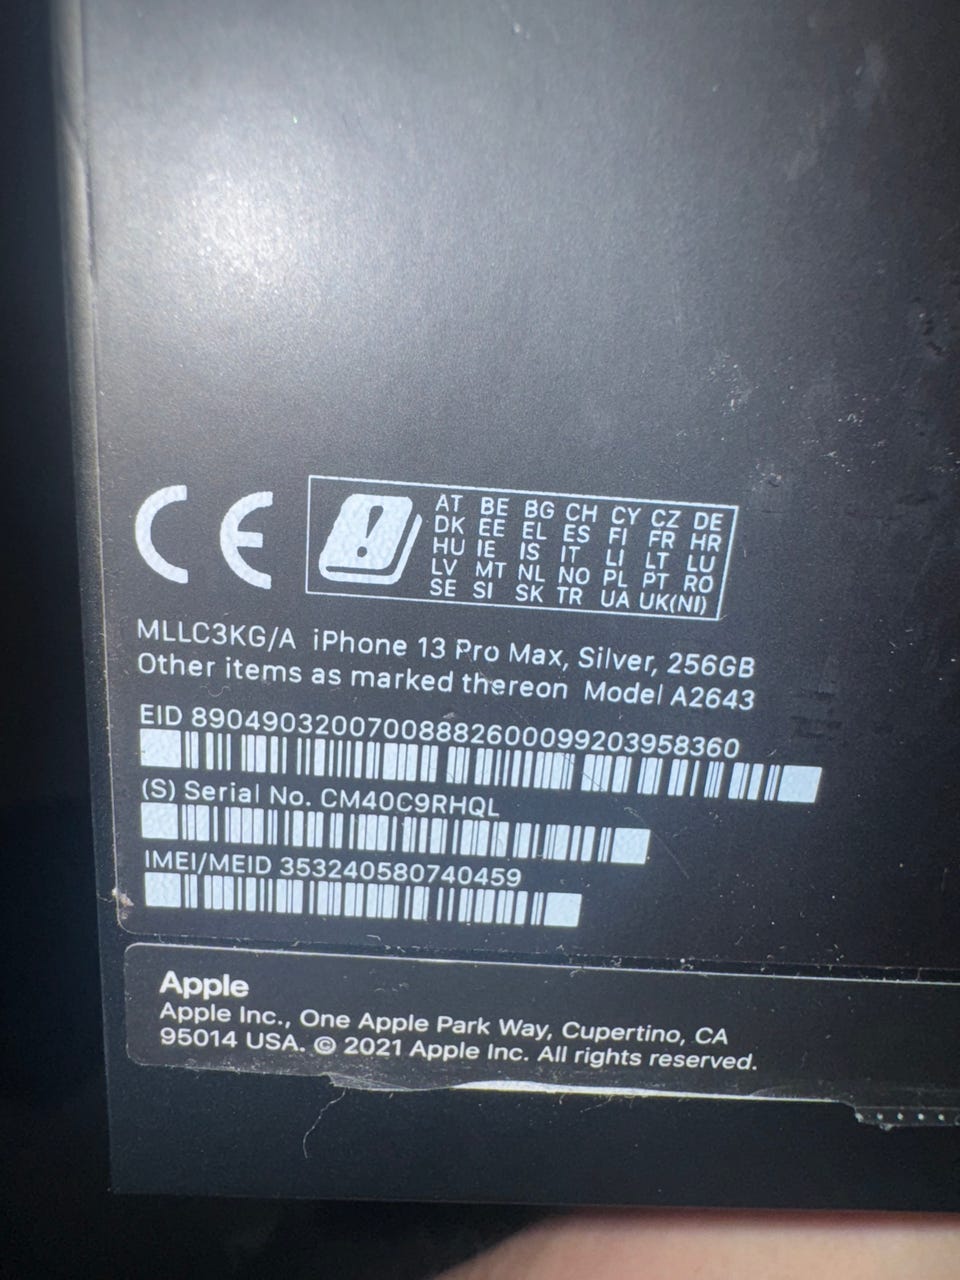 CE
AT BE BG CH CY CZ DE
DK EE EL ES FI FR HR
HU IE IS IT LI LT LU
LV MT NL NO PL PT RO
SE SI SK TR UA UK(NI)
MLLC3KG/A iPhone 13 Pro Max, Silver, 256GB
Other items as marked thereon Model A2643
EID 89049032007008882600099203958360
(S) Serial No. CM40C9RHQL
IMEI/MEID 353240580740459
Apple
Apple Inc., One Apple Park Way, Cupertino, CA
95014 USA. © 2021 Apple Inc. All rights reserved.